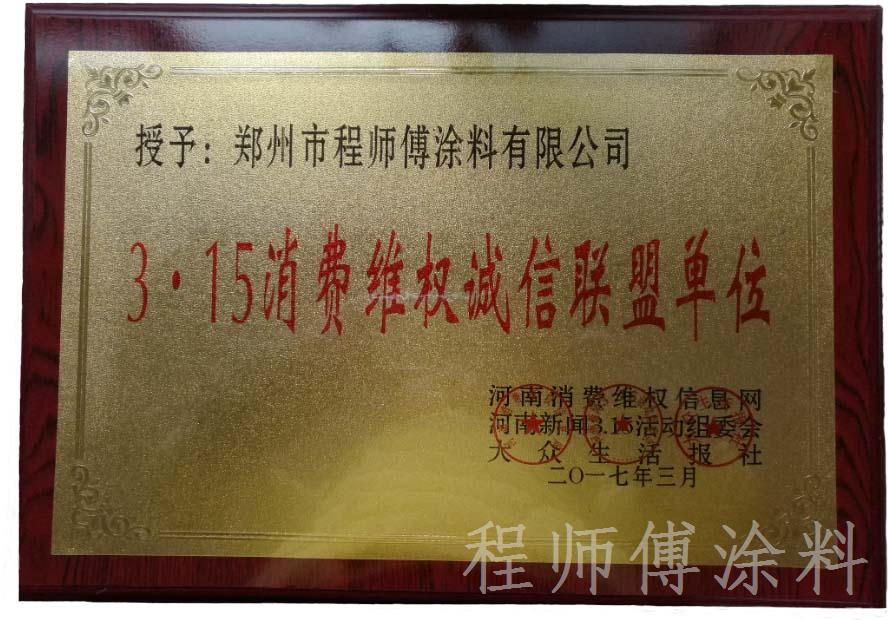 授予：郑州市程师傅涂料有限公司
3·15消费维权诚信联盟单位
河南消费维权信息网
河南新闻3.15活动组委会
大众生活报社
二〇一七年三月
程师傅涂料